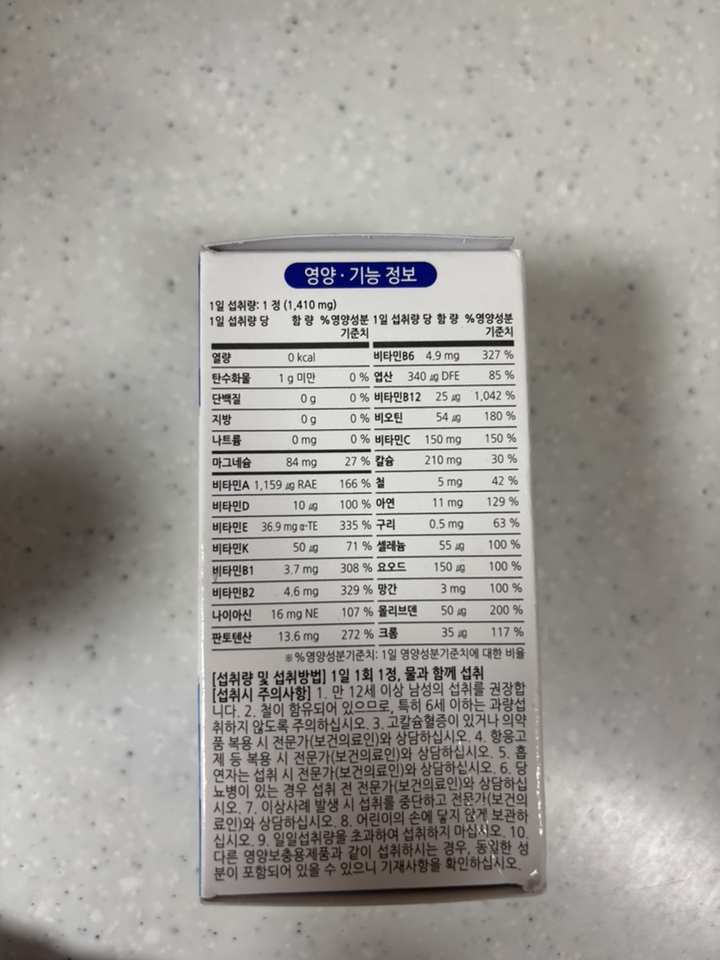 영양 · 기능 정보
1일 섭취량: 1 정 (1,410 mg)
1일 섭취량 당 함 량 %영양성분 기준치 1일 섭취량 당 함 량 %영양성분 기준치
열량 0 kcal 비타민B6 4.9 mg 327 %
탄수화물 1 g 미만 0 % 엽산 340 ㎍ DFE 85 %
단백질 0 g 0 % 비타민B12 25 ㎍ 1,042 %
지방 0 g 0 % 비오틴 54 ㎍ 180 %
나트륨 0 mg 0 % 비타민C 150 mg 150 %
마그네슘 84 mg 27 % 칼슘 210 mg 30 %
비타민A 1,159 ㎍ RAE 166 % 철 5 mg 42 %
비타민D 10 ㎍ 100 % 아연 11 mg 129 %
비타민E 36.9 mg α-TE 335 % 구리 0.5 mg 63 %
비타민K 50 ㎍ 71 % 셀레늄 55 ㎍ 100 %
비타민B1 3.7 mg 308 % 요오드 150 ㎍ 100 %
비타민B2 4.6 mg 329 % 망간 3 mg 100 %
나이아신 16 mg NE 107 % 몰리브덴 50 ㎍ 200 %
판토텐산 13.6 mg 272 % 크롬 35 ㎍ 117 %
※%영양성분기준치: 1일 영양성분기준치에 대한 비율
[섭취량 및 섭취방법] 1일 1회 1정, 물과 함께 섭취
[섭취시 주의사항] 1. 만 12세 이상 남성의 섭취를 권장합
니다. 2. 철이 함유되어 있으므로, 특히 6세 이하는 과량섭
취하지 않도록 주의하십시오. 3. 고칼슘혈증이 있거나 의약
품 복용 시 전문가(보건의료인)와 상담하십시오. 4. 항응고
제 등 복용 시 전문가(보건의료인)와 상담하십시오. 5. 흡
연자는 섭취 시 전문가(보건의료인)와 상담하십시오. 6. 당
뇨병이 있는 경우 섭취 전 전문가(보건의료인)와 상담하십
시오. 7. 이상사례 발생 시 섭취를 중단하고 전문가(보건의
료인)와 상담하십시오. 8. 어린이의 손에 닿지 않게 보관하
십시오. 9. 일일섭취량을 초과하여 섭취하지 마십시오. 10.
다른 영양보충용제품과 같이 섭취하시는 경우, 동일한 성
분이 포함되어 있을 수 있으니 기재사항을 확인하십시오.